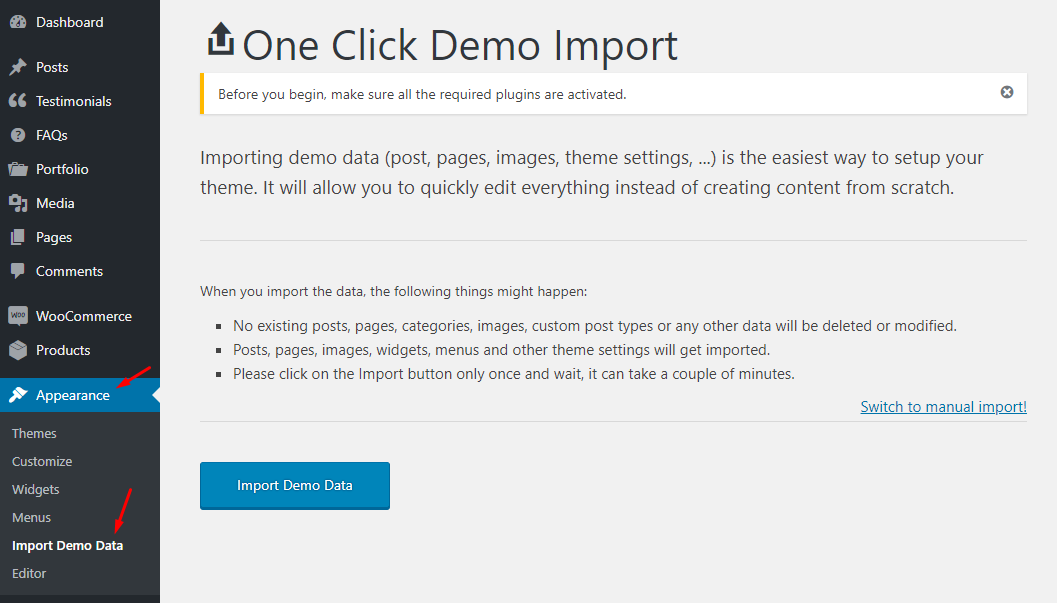 Dashboard
Posts
Testimonials
FAQs
Portfolio
Media
Pages
Comments
WOO WooCommerce
Products
Appearance
Themes
Customize
Widgets
Menus
Import Demo Data
Editor
One Click Demo Import
Before you begin, make sure all the required plugins are activated.
Importing demo data (post, pages, images, theme settings, ...) is the easiest way to setup your
theme. It will allow you to quickly edit everything instead of creating content from scratch.
When you import the data, the following things might happen:
No existing posts, pages, categories, images, custom post types or any other data will be deleted or modified.
Posts, pages, images, widgets, menus and other theme settings will get imported.
Please click on the Import button only once and wait, it can take a couple of minutes.
Switch to manual import!
Import Demo Data